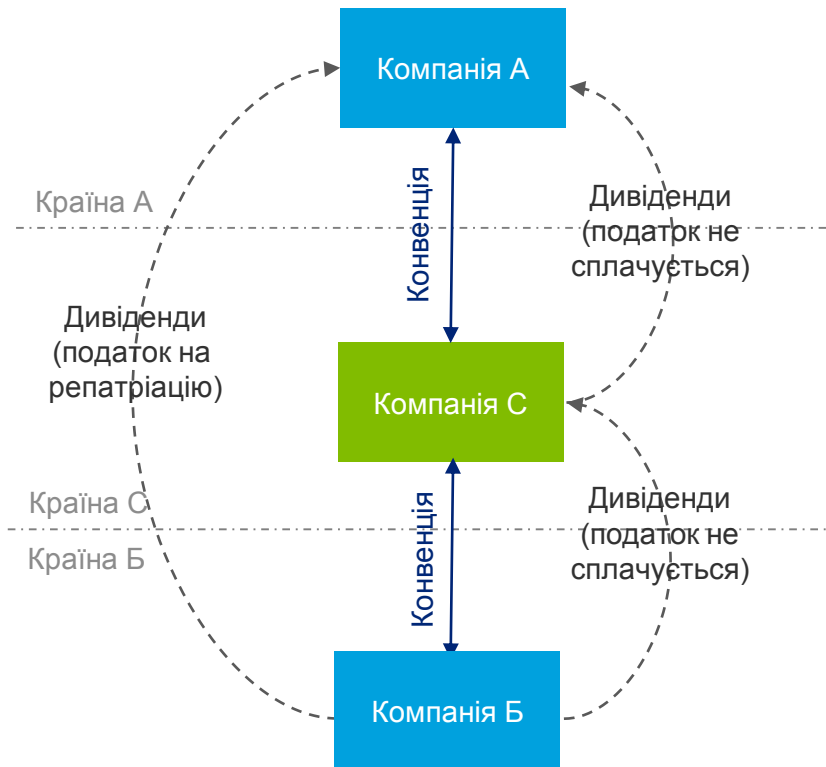 Компанія А
Конвенція
Країна А
Дивіденди
(податок не
сплачується)
Дивіденди
(податок на
репатріацію)
Компанія С
Країна С
Країна Б
Конвенція
Дивіденди
(податок не
сплачується)
Компанія Б